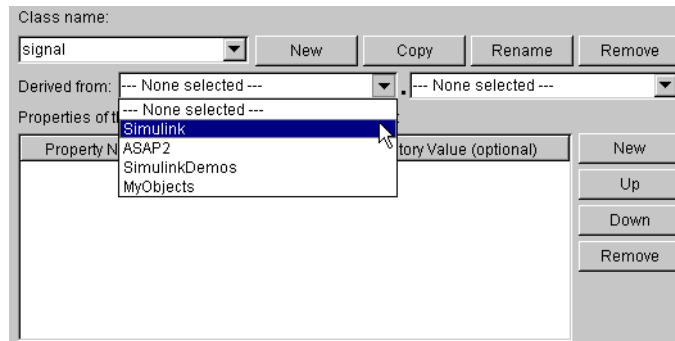 Class name:
signal New Copy Rename Remove
Derived from: --- None selected --- . --- None selected ---
--- None selected ---
Properties of t :
Simulink
Property N tory Value (optional) New
ASAP2
SimulinkDemos
MyObjects
Up
Down
Remove